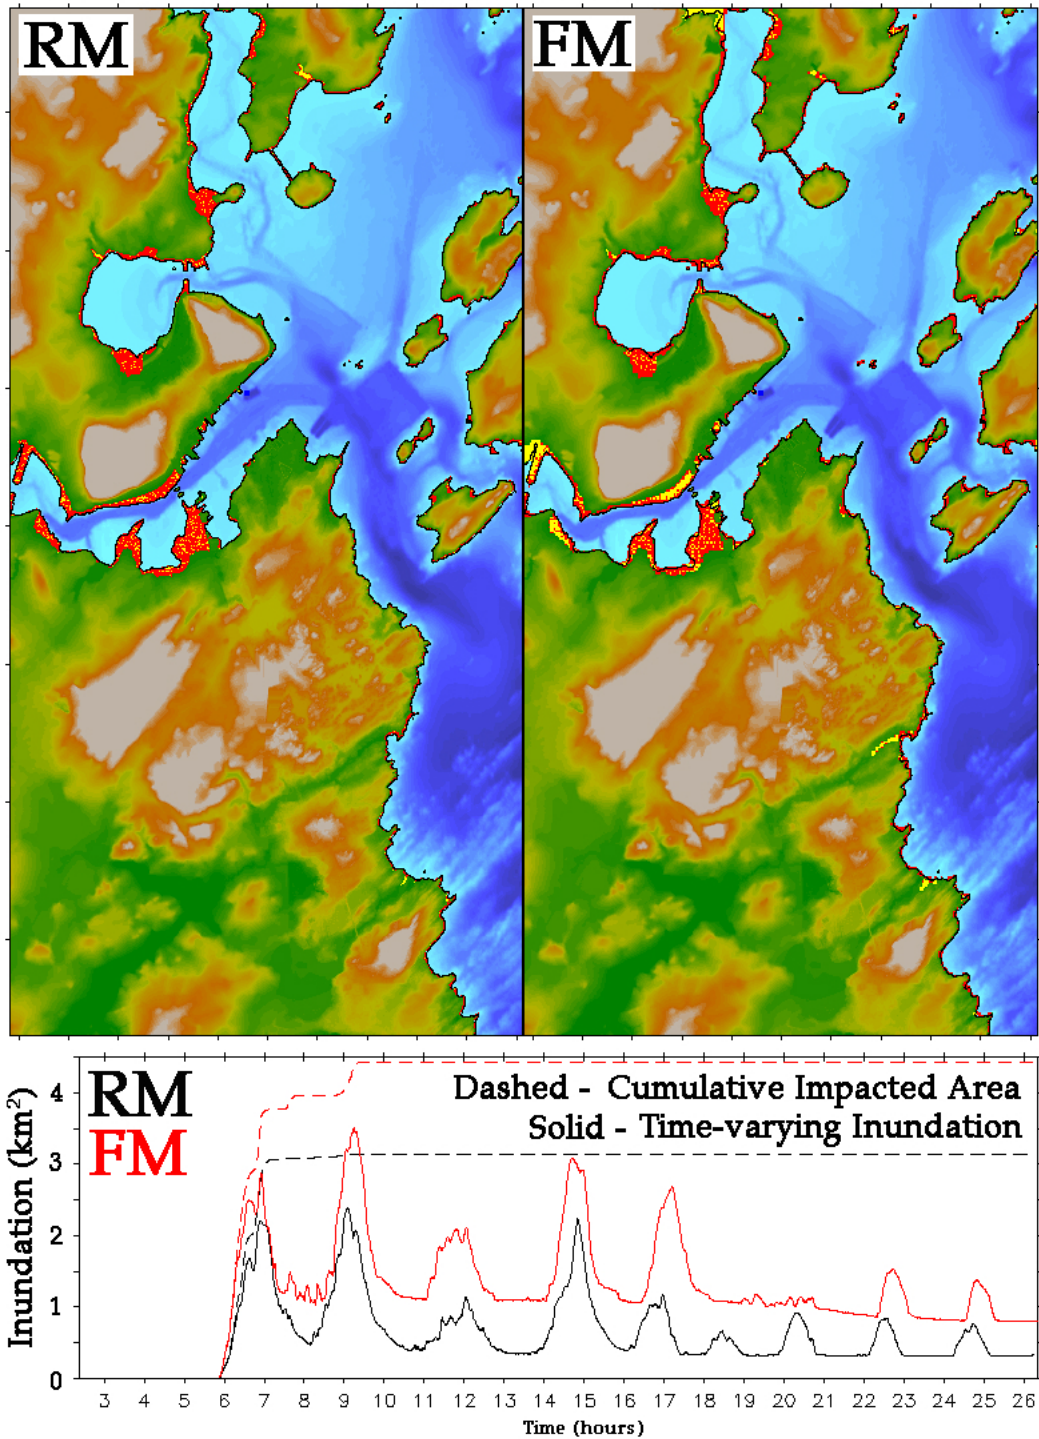 RM
FM
RM
FM
Dashed - Cumulative Impacted Area
Solid - Time-varying Inundation
Inundation (km²)
4
3
2
1
0
3 4 5 6 7 8 9 10 11 12 13 14 15 16 17 18 19 20 21 22 23 24 25 26
Time (hours)